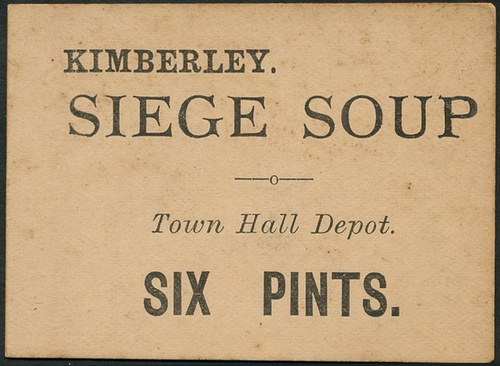 KIMBERLEY.
SIEGE SOUP
Town Hall Depot.
SIX PINTS.